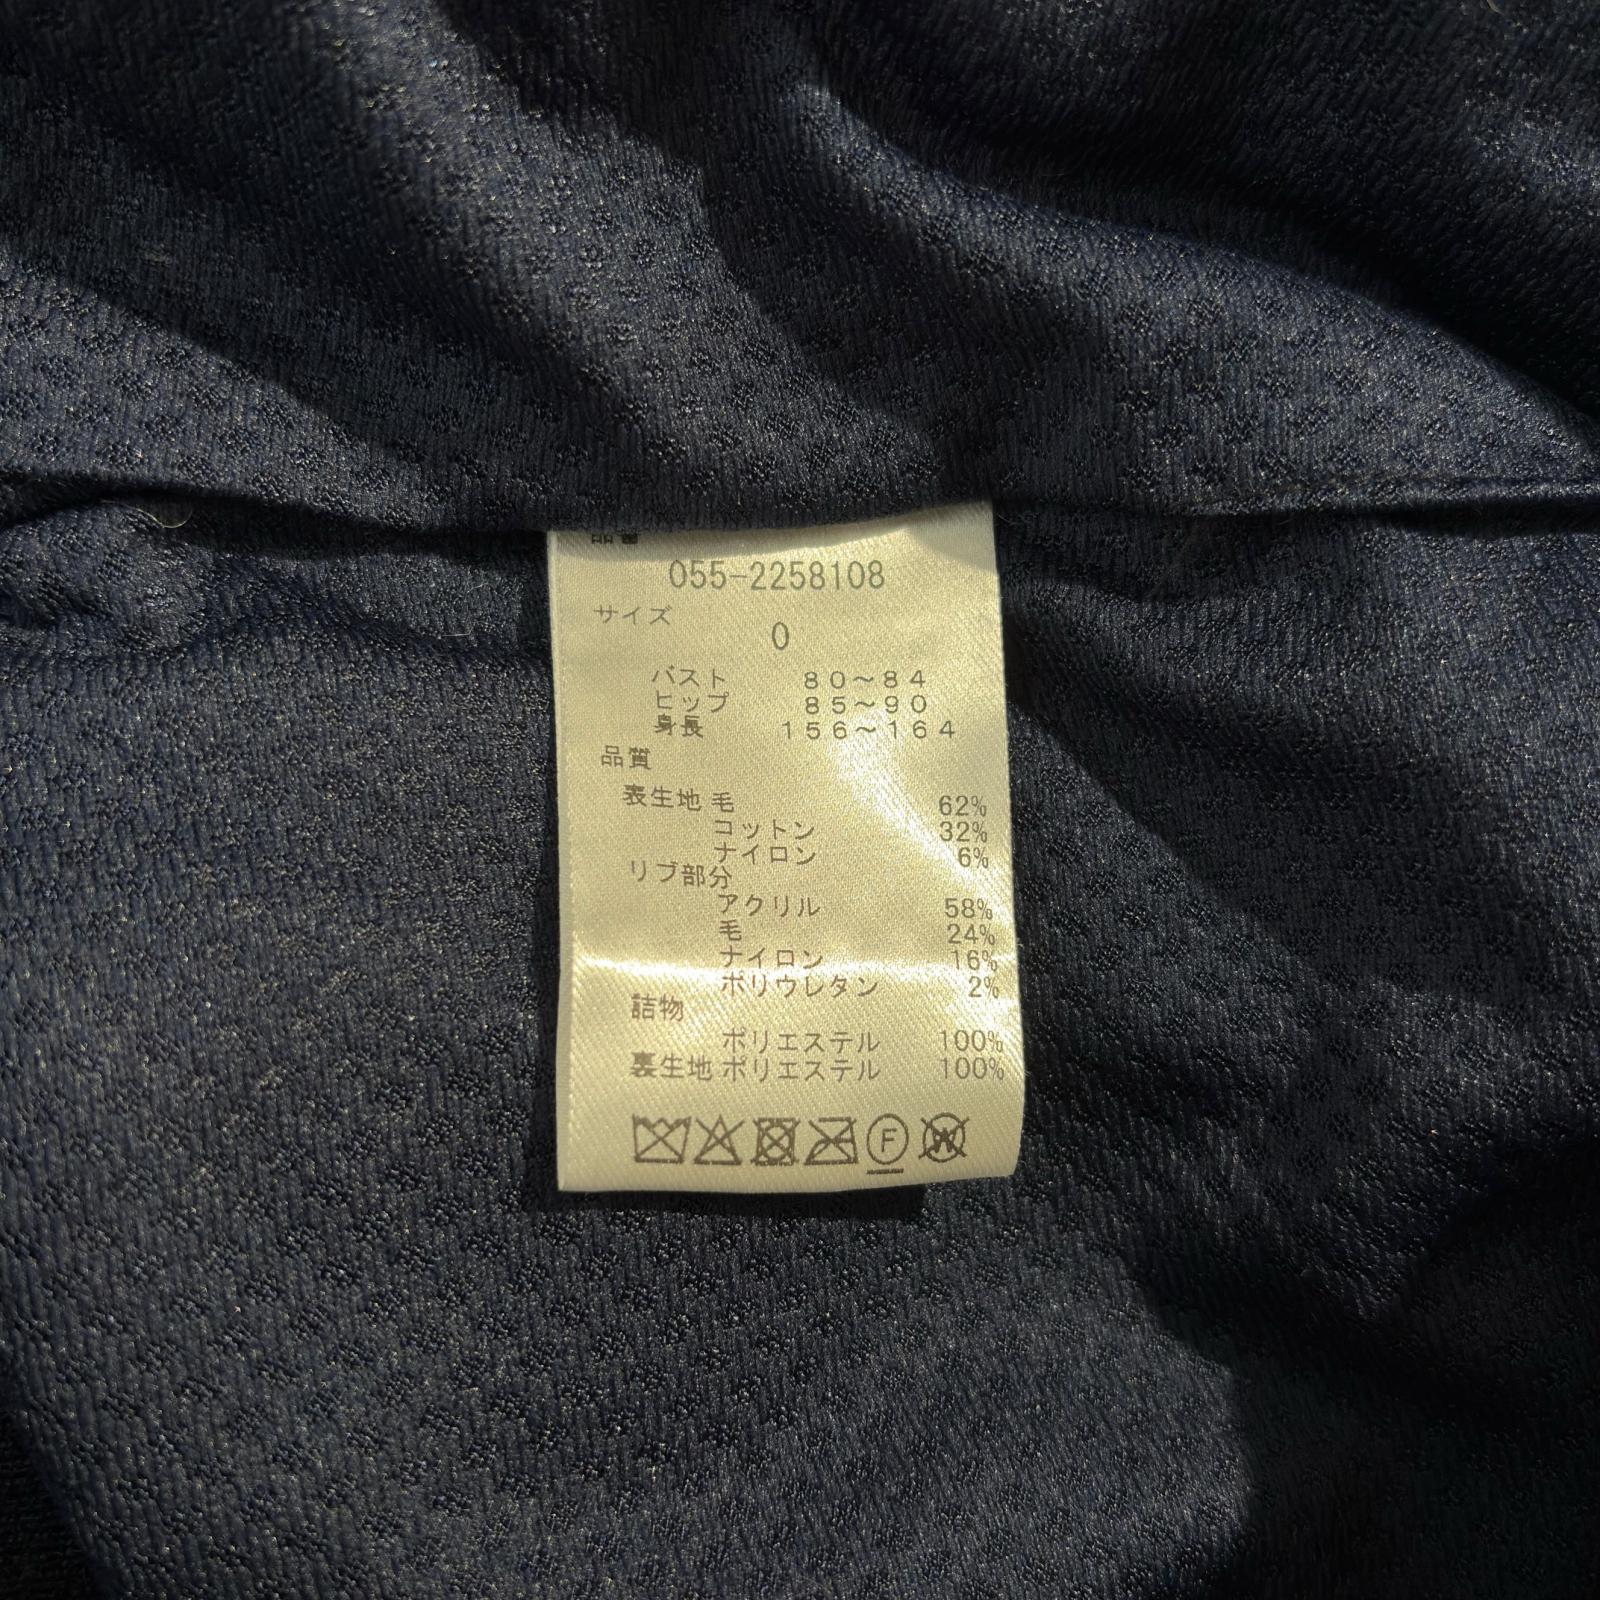 品番
055-2258108
サイズ
0
バスト 80~84
ヒップ 85~90
身長 156~164
品質
表生地 毛 62%
コットン 32%
ナイロン 6%
リブ部分
アクリル 58%
毛 24%
ナイロン 16%
ポリウレタン 2%
詰物
ポリエステル 100%
裏生地 ポリエステル 100%
F W